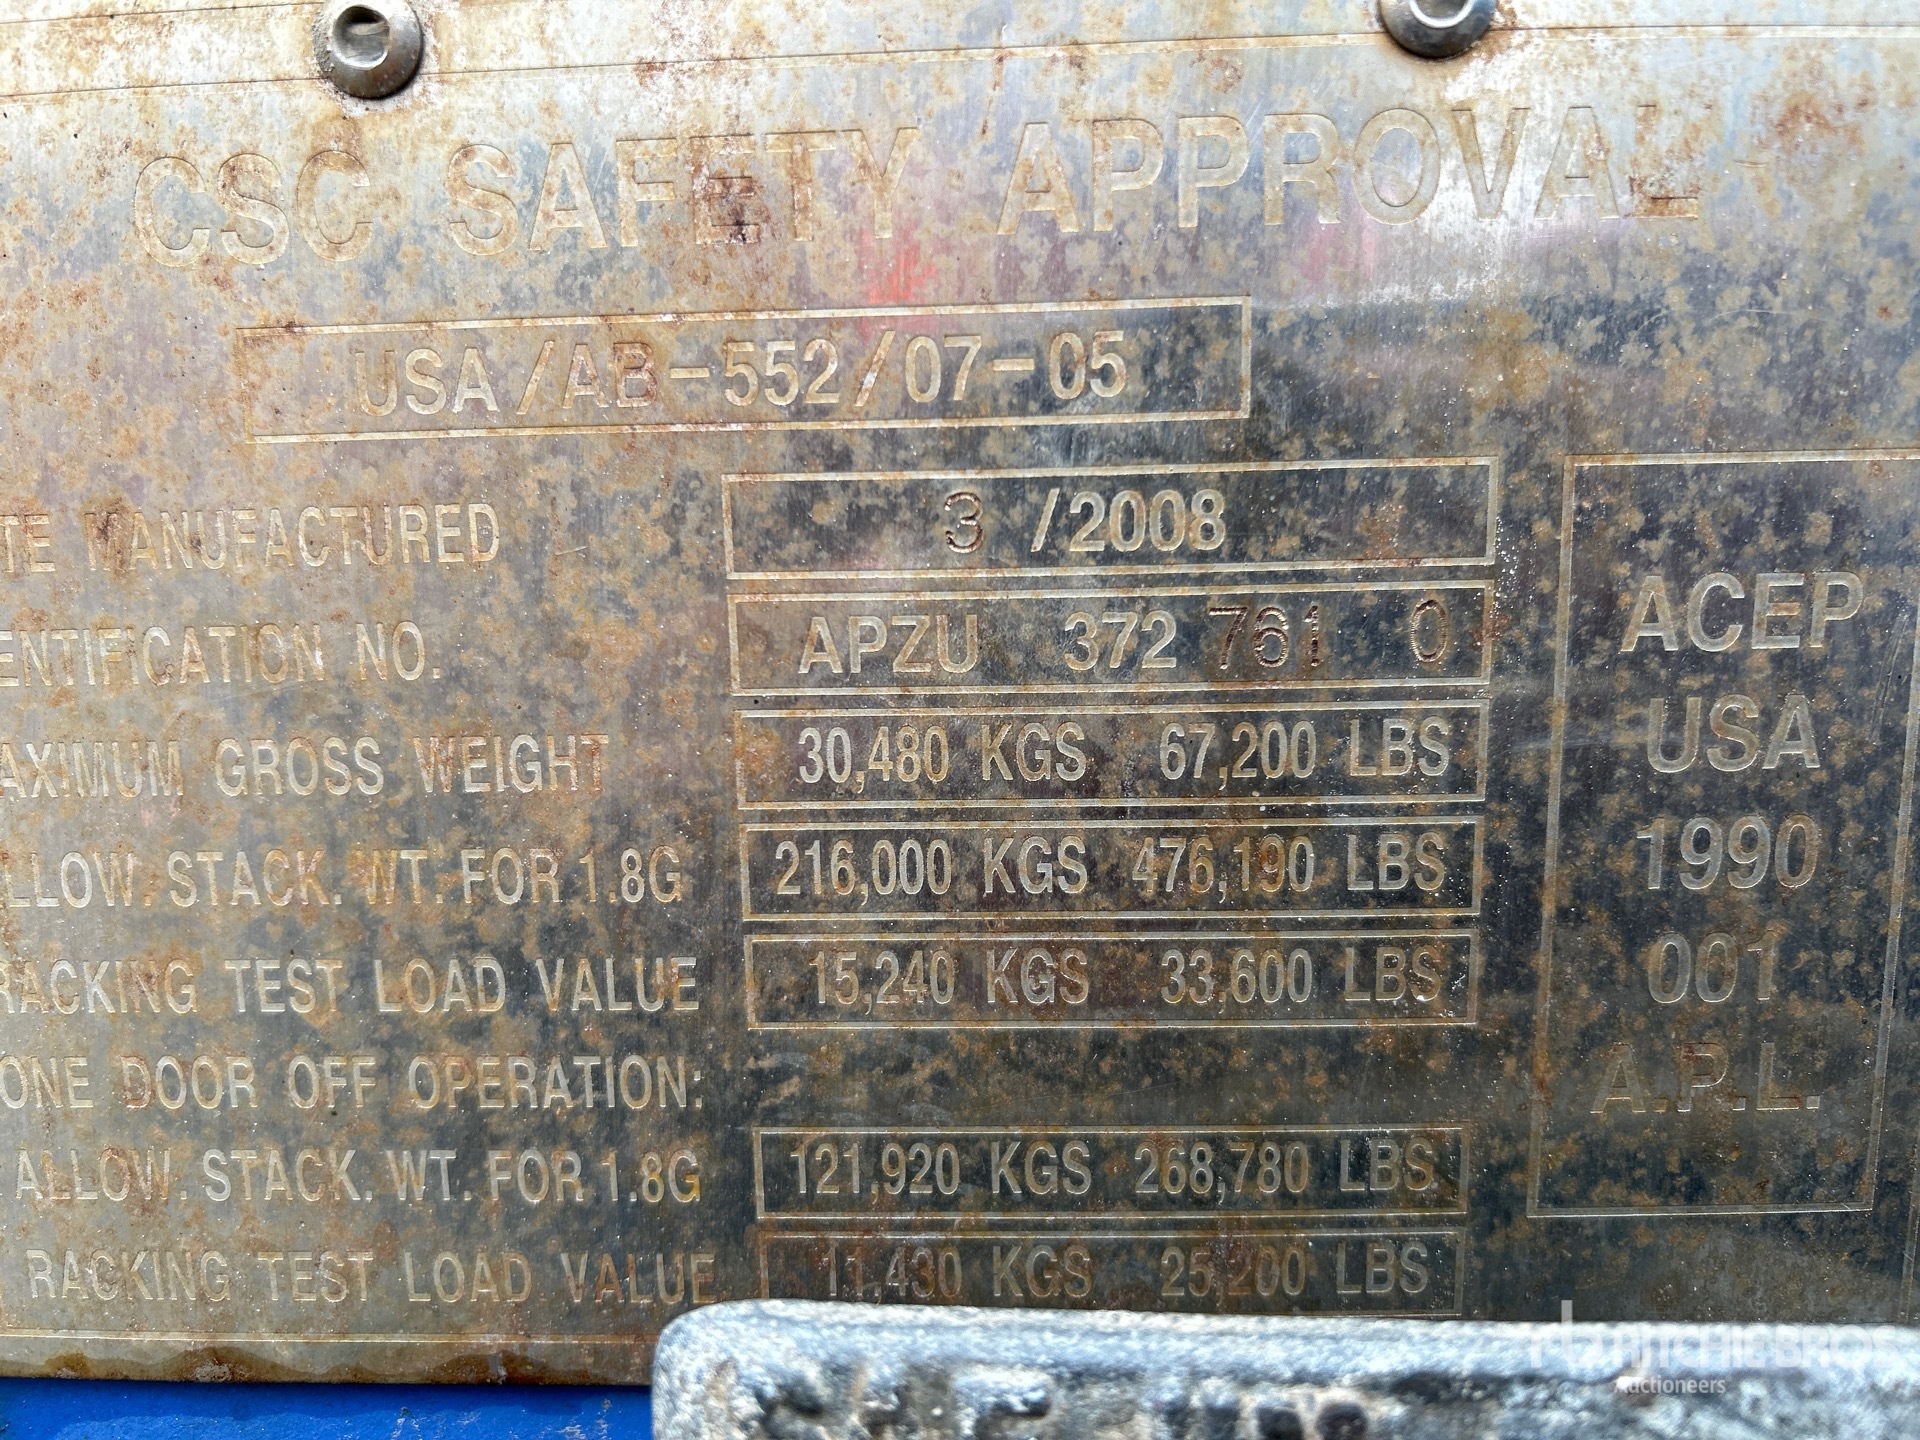 CSC SAFETY APPROVAL
USA/AB-552/07-05
TE MANUFACTURED 3 /2008
ENTIFICATION NO. APZU 372 761 0
AXIMUM GROSS WEIGHT 30,480 KGS 67,200 LBS
LLOW. STACK. WT. FOR 1.8G 216,000 KGS 476,190 LBS
RACKING TEST LOAD VALUE 15,240 KGS 33,600 LBS
ONE DOOR OFF OPERATION:
ALLOW. STACK. WT. FOR 1.8G 121,920 KGS 268,780 LBS
RACKING TEST LOAD VALUE 11,430 KGS 25,200 LBS
ACEP
USA
1990
001
A.P.L.
RITCHIE BROS
Auctioneers